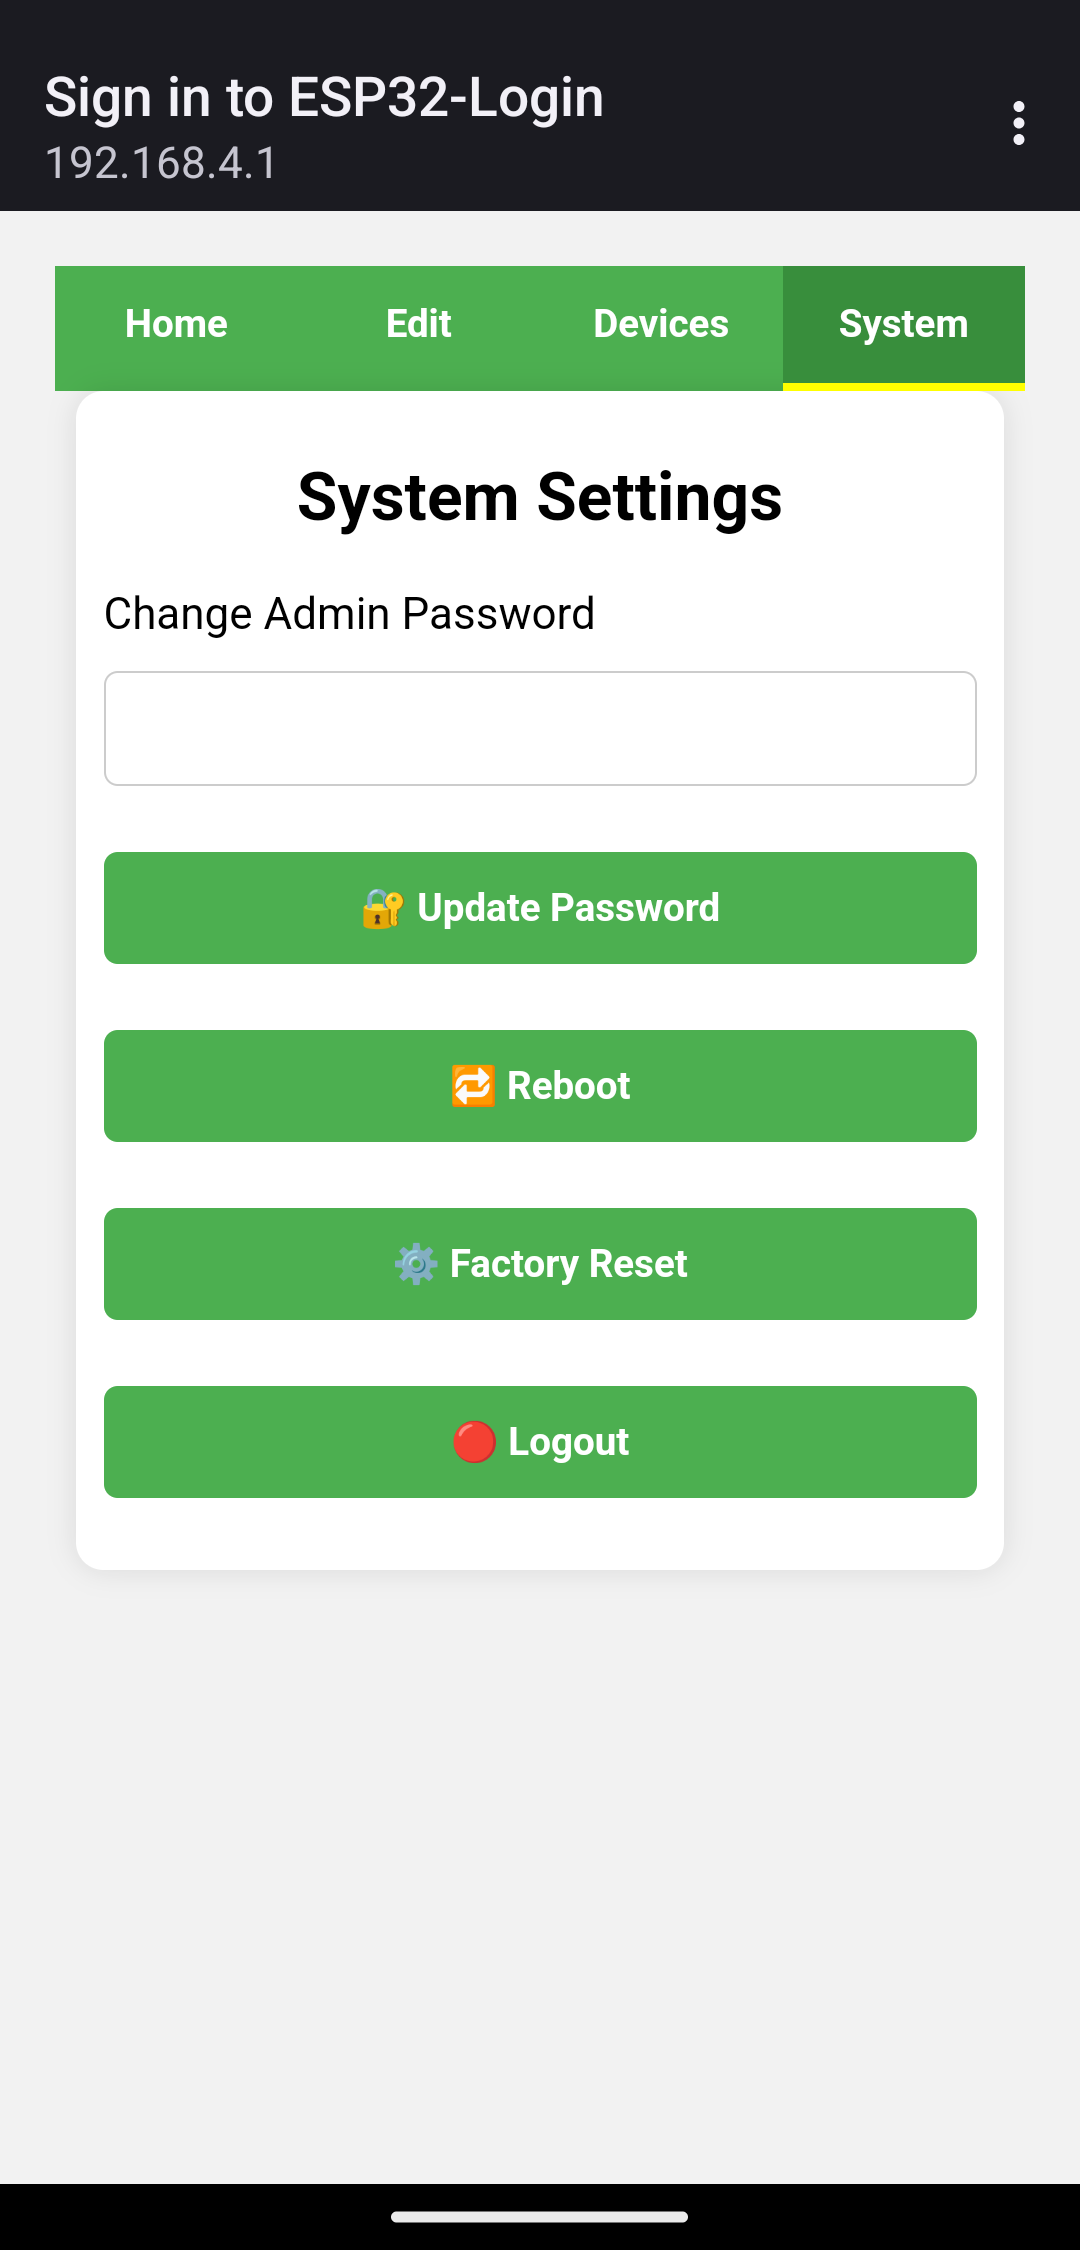 Sign in to ESP32-Login
192.168.4.1
Home Edit Devices System
System Settings
Change Admin Password
🔐 Update Password
🔁 Reboot
⚙️ Factory Reset
🔴 Logout